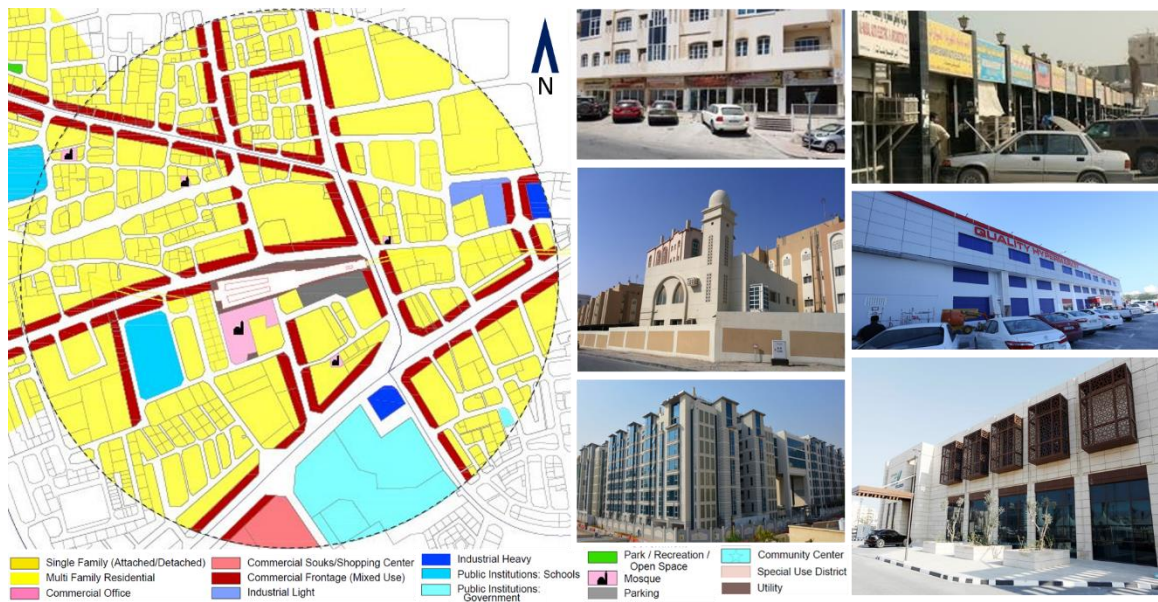 N
QUALITY HYPERMARKET
Single Family (Attached/Detached)
Multi Family Residential
Commercial Office
Commercial Souks/Shopping Center
Commercial Frontage (Mixed Use)
Industrial Light
Industrial Heavy
Public Institutions: Schools
Public Institutions:
Government
Park / Recreation /
Open Space
Mosque
Parking
Community Center
Special Use District
Utility